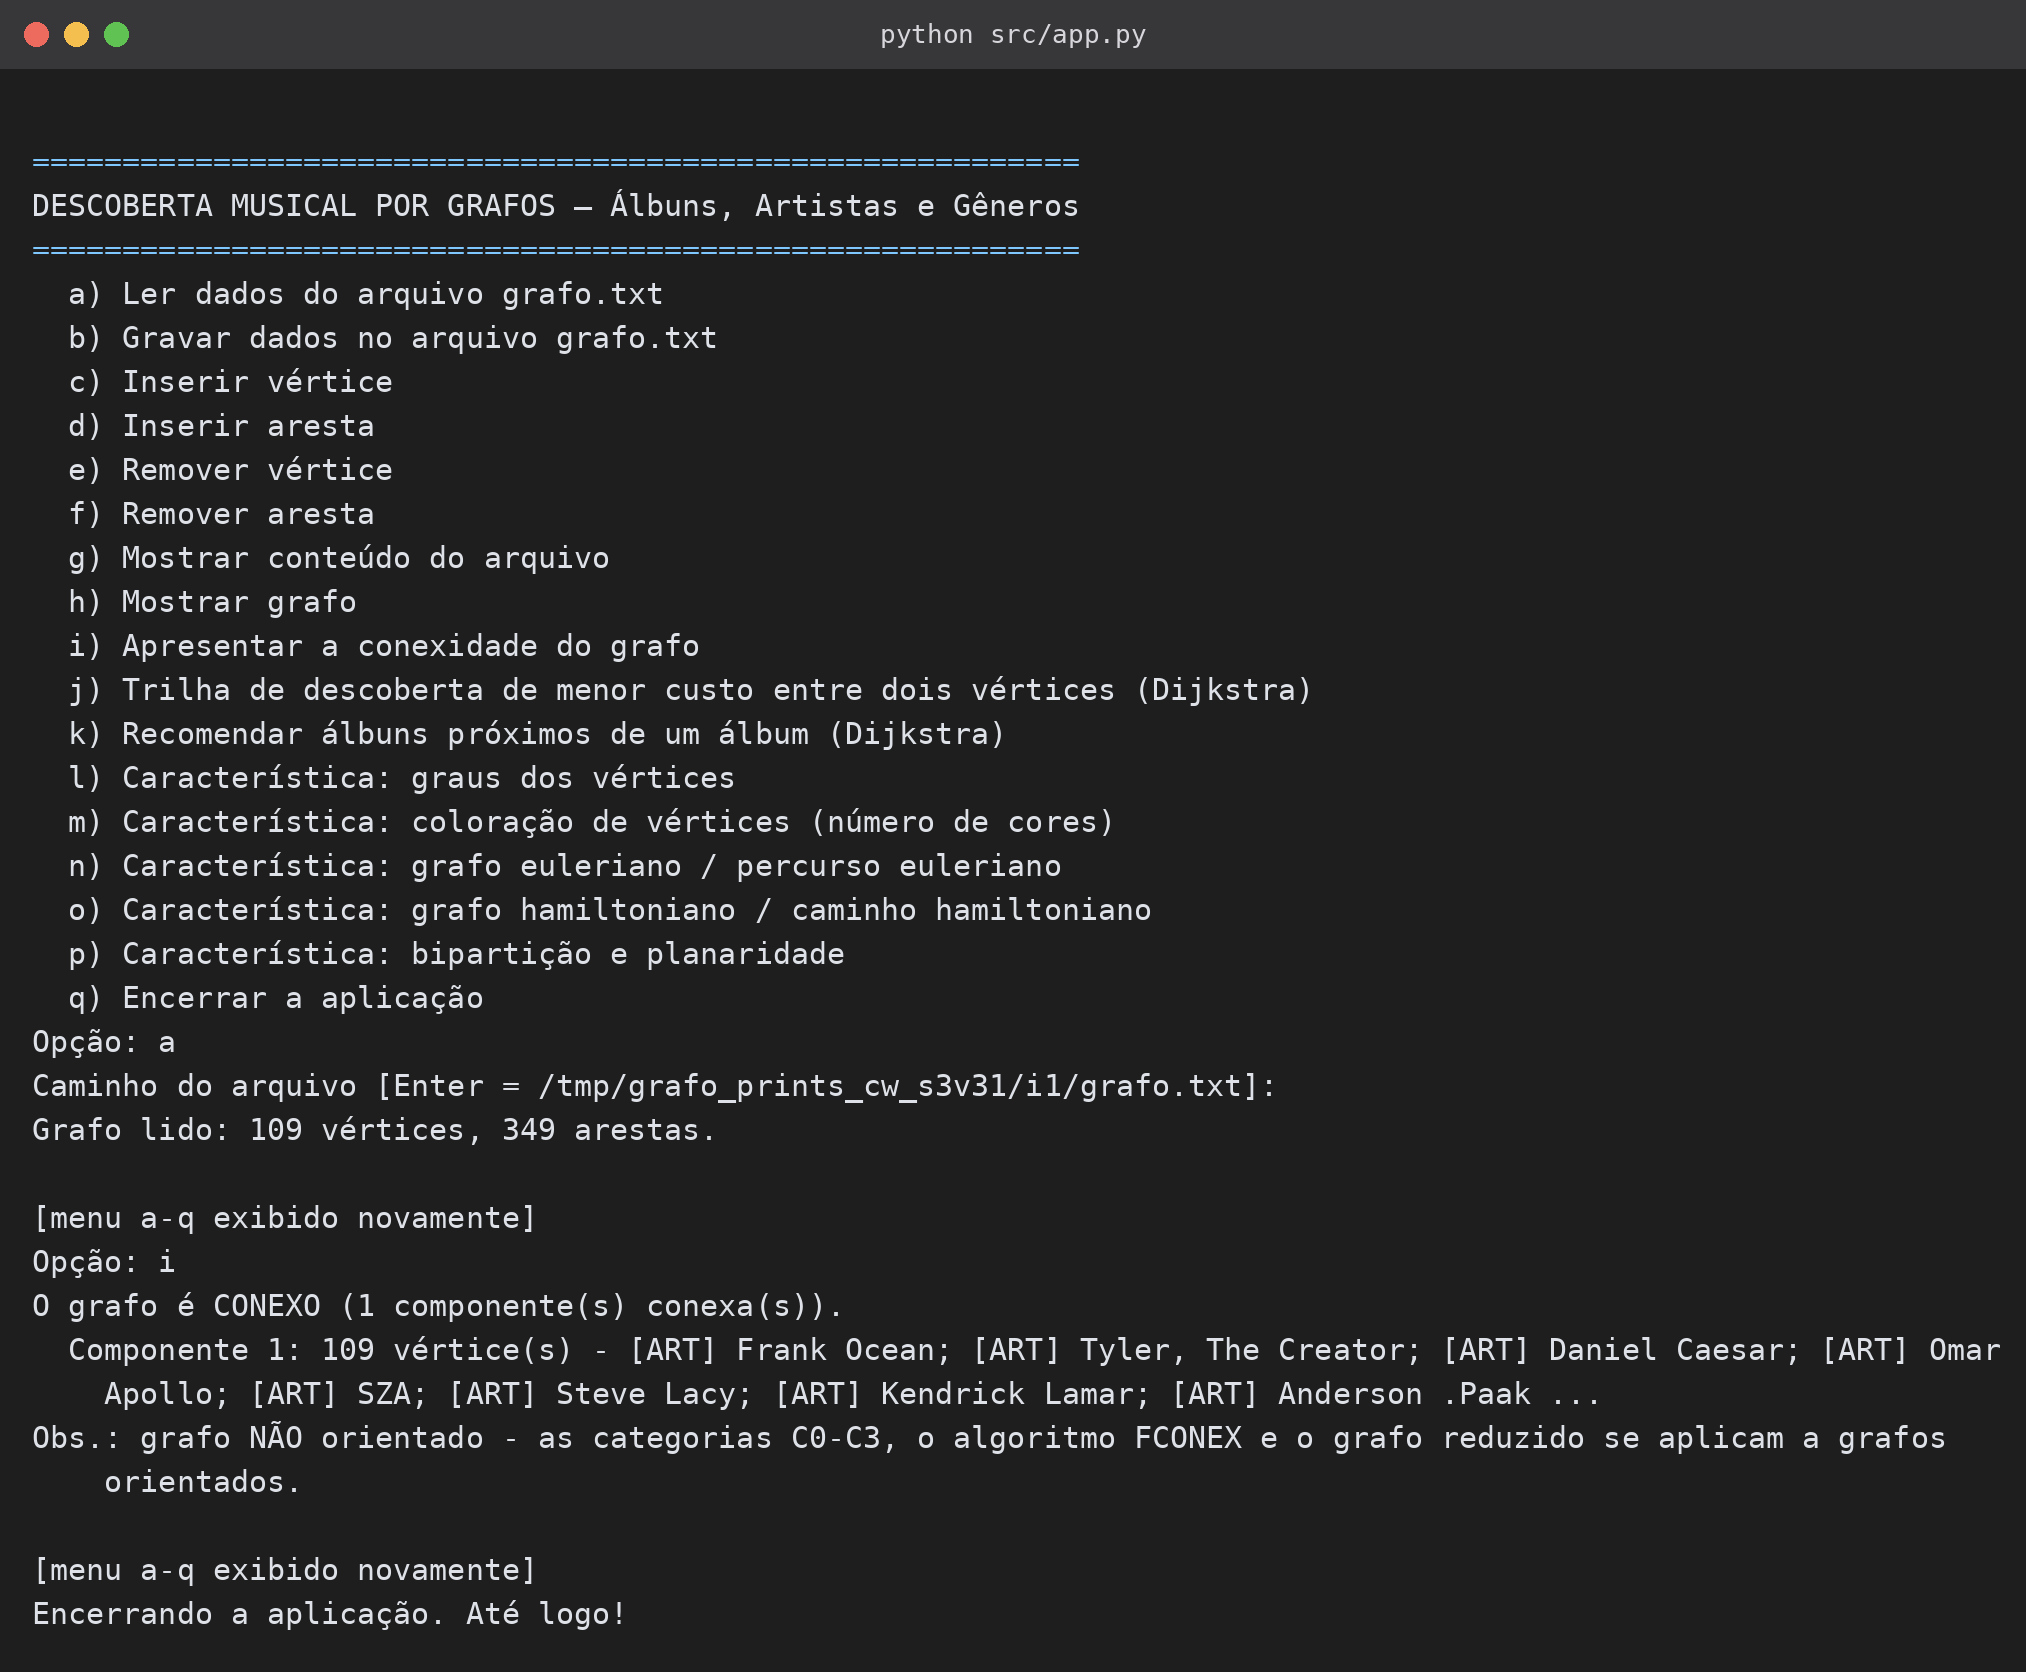 python src/app.py
==========================================================
DESCOBERTA MUSICAL POR GRAFOS — Álbuns, Artistas e Gêneros
==========================================================
  a) Ler dados do arquivo grafo.txt
  b) Gravar dados no arquivo grafo.txt
  c) Inserir vértice
  d) Inserir aresta
  e) Remover vértice
  f) Remover aresta
  g) Mostrar conteúdo do arquivo
  h) Mostrar grafo
  i) Apresentar a conexidade do grafo
  j) Trilha de descoberta de menor custo entre dois vértices (Dijkstra)
  k) Recomendar álbuns próximos de um álbum (Dijkstra)
  l) Característica: graus dos vértices
  m) Característica: coloração de vértices (número de cores)
  n) Característica: grafo euleriano / percurso euleriano
  o) Característica: grafo hamiltoniano / caminho hamiltoniano
  p) Característica: bipartição e planaridade
  q) Encerrar a aplicação
Opção: a
Caminho do arquivo [Enter = /tmp/grafo_prints_cw_s3v31/i1/grafo.txt]:
Grafo lido: 109 vértices, 349 arestas.

[menu a-q exibido novamente]
Opção: i
O grafo é CONEXO (1 componente(s) conexa(s)).
  Componente 1: 109 vértice(s) - [ART] Frank Ocean; [ART] Tyler, The Creator; [ART] Daniel Caesar; [ART] Omar
    Apollo; [ART] SZA; [ART] Steve Lacy; [ART] Kendrick Lamar; [ART] Anderson .Paak ...
Obs.: grafo NÃO orientado - as categorias C0-C3, o algoritmo FCONEX e o grafo reduzido se aplicam a grafos
    orientados.

[menu a-q exibido novamente]
Encerrando a aplicação. Até logo!